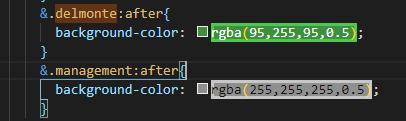 &.delmonte:after{
background-color: rgba(95,255,95,0.5);
}
&.management:after{
background-color: rgba(255,255,255,0.5);
}